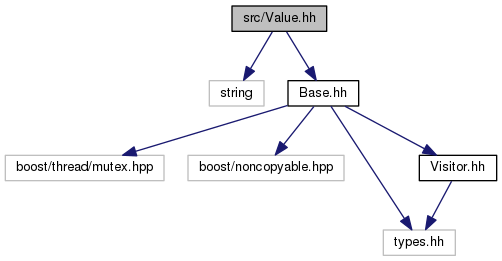 src/Value.hh
string
Base.hh
boost/thread/mutex.hpp
boost/noncopyable.hpp
Visitor.hh
types.hh